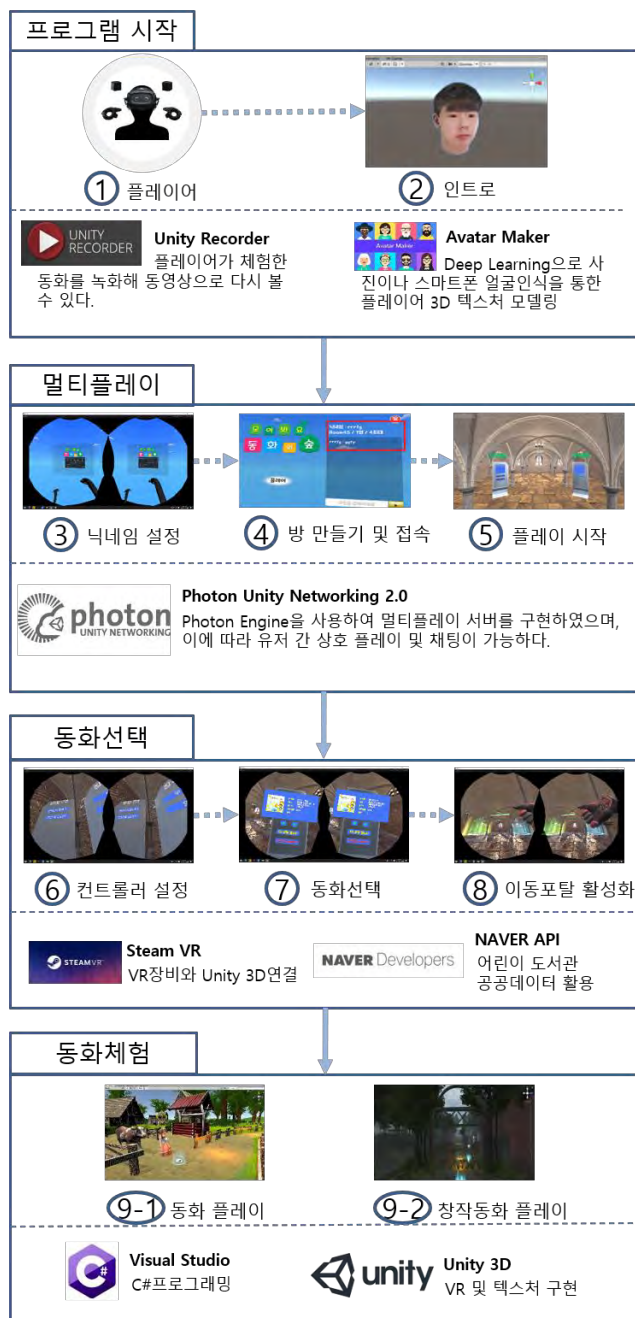 프로그램 시작
① 플레이어
② 인트로
UNITY
RECORDER
Unity Recorder
플레이어가 체험한
동화를 녹화해 동영상으로 다시 볼
수 있다.
Avatar Maker
Avatar Maker
Deep Learning으로 사
진이나 스마트폰 얼굴인식을 통한
플레이어 3D 텍스처 모델링
멀티플레이
③ 닉네임 설정
④ 방 만들기 및 접속
⑤ 플레이 시작
photon
UNITY NETWORKING
Photon Unity Networking 2.0
Photon Engine을 사용하여 멀티플레이 서버를 구현하였으며,
이에 따라 유저 간 상호 플레이 및 채팅이 가능하다.
동화선택
⑥ 컨트롤러 설정
⑦ 동화선택
⑧ 이동포탈 활성화
STEAMVR
Steam VR
VR장비와 Unity 3D연결
NAVER Developers
NAVER API
어린이 도서관
공공데이터 활용
동화체험
9-1 동화 플레이
9-2 창작동화 플레이
C#
Visual Studio
C#프로그래밍
unity
Unity 3D
VR 및 텍스처 구현